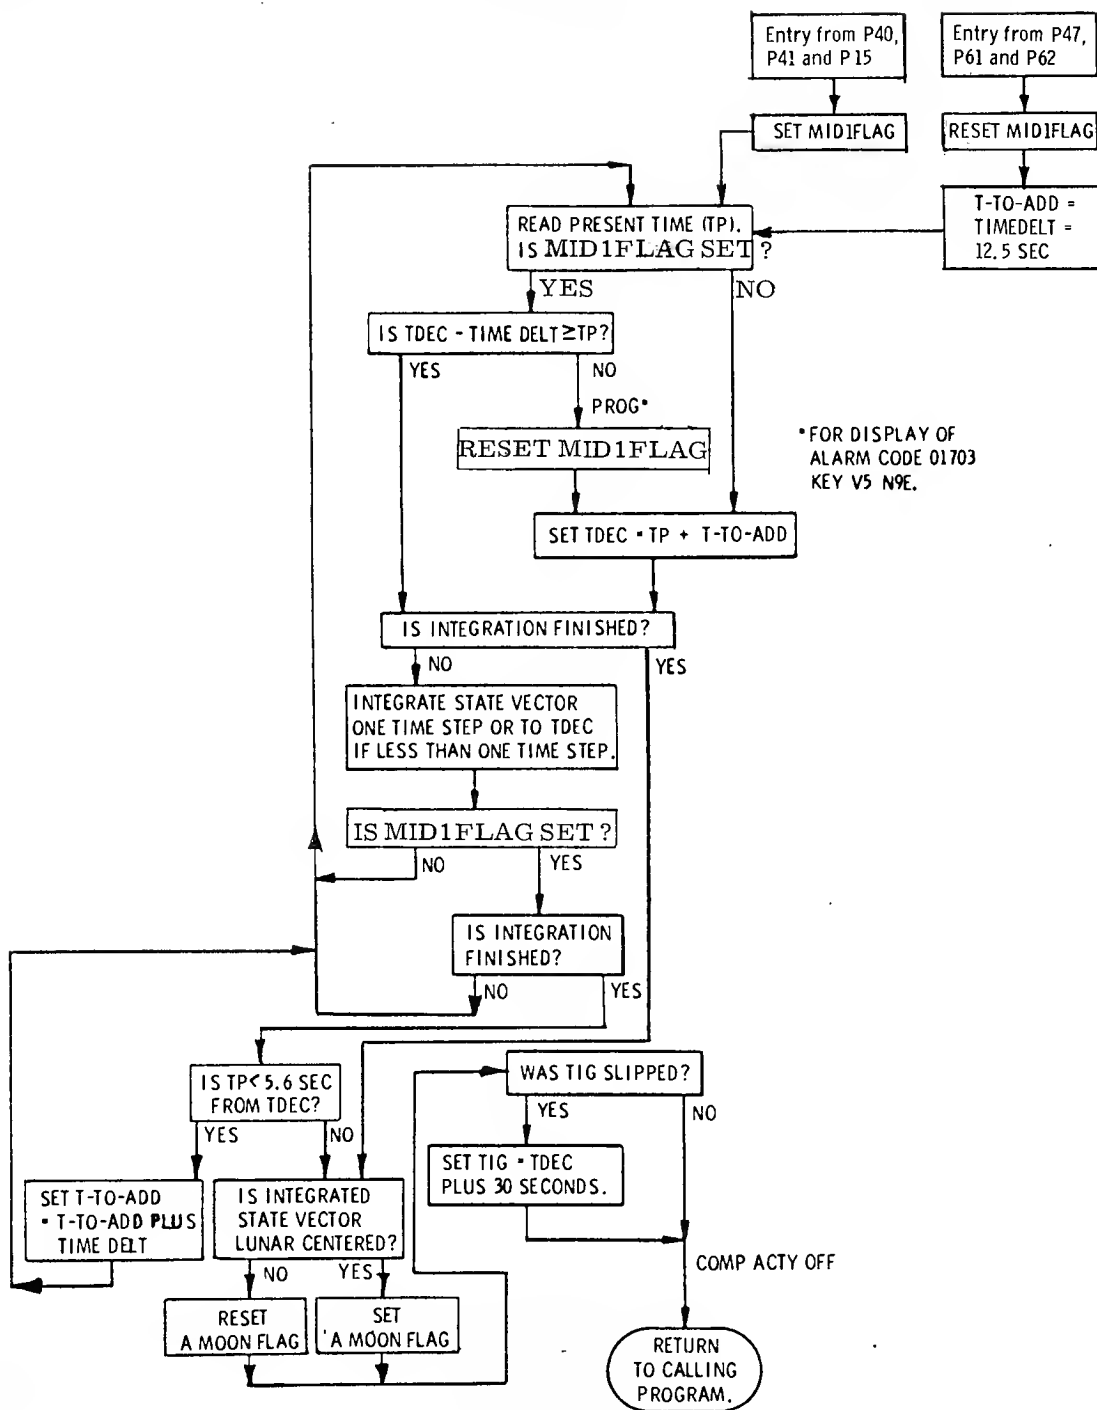 Entry from P40,
P41 and P15
Entry from P47,
P61 and P62
SET MID1FLAG
RESET MID1FLAG
T-TO-ADD =
TIMEDELT =
12.5 SEC
READ PRESENT TIME (TP).
IS MID1FLAG SET ?
YES
NO
IS TDEC - TIME DELT ≥TP?
YES
NO
PROG*
RESET MID1FLAG
*FOR DISPLAY OF
ALARM CODE 01703
KEY V5 N9E.
SET TDEC = TP + T-TO-ADD
IS INTEGRATION FINISHED?
NO
YES
INTEGRATE STATE VECTOR
ONE TIME STEP OR TO TDEC
IF LESS THAN ONE TIME STEP.
IS MID1FLAG SET ?
NO
YES
IS INTEGRATION
FINISHED?
NO
YES
IS TP< 5.6 SEC
FROM TDEC?
YES
NO
WAS TIG SLIPPED?
YES
NO
SET T-TO-ADD
= T-TO-ADD PLUS
TIME DELT
IS INTEGRATED
STATE VECTOR
LUNAR CENTERED?
SET TIG = TDEC
PLUS 30 SECONDS.
NO
YES
COMP ACTY OFF
RESET
A MOON FLAG
SET
A MOON FLAG
RETURN
TO CALLING
PROGRAM.